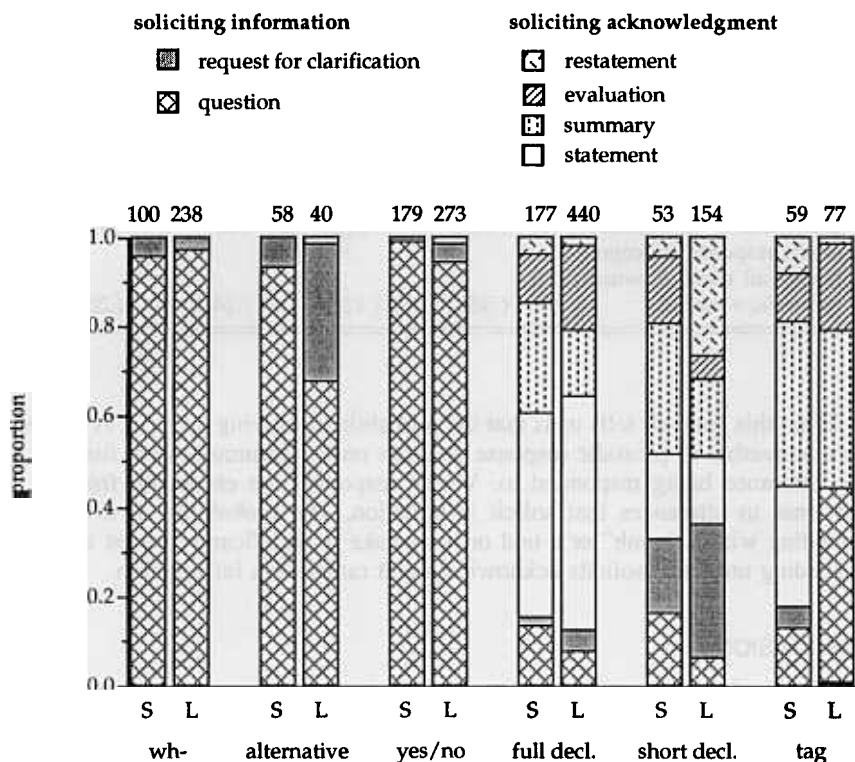 soliciting information
request for clarification
question
soliciting acknowledgment
restatement
evaluation
summary
statement
100 238 58 40 179 273 177 440 53 154 59 77
1.0
0.8
0.6
0.4
0.2
0.0
proportion
S L S L S L S L S L S L
wh- alternative yes/no full decl. short decl. tag